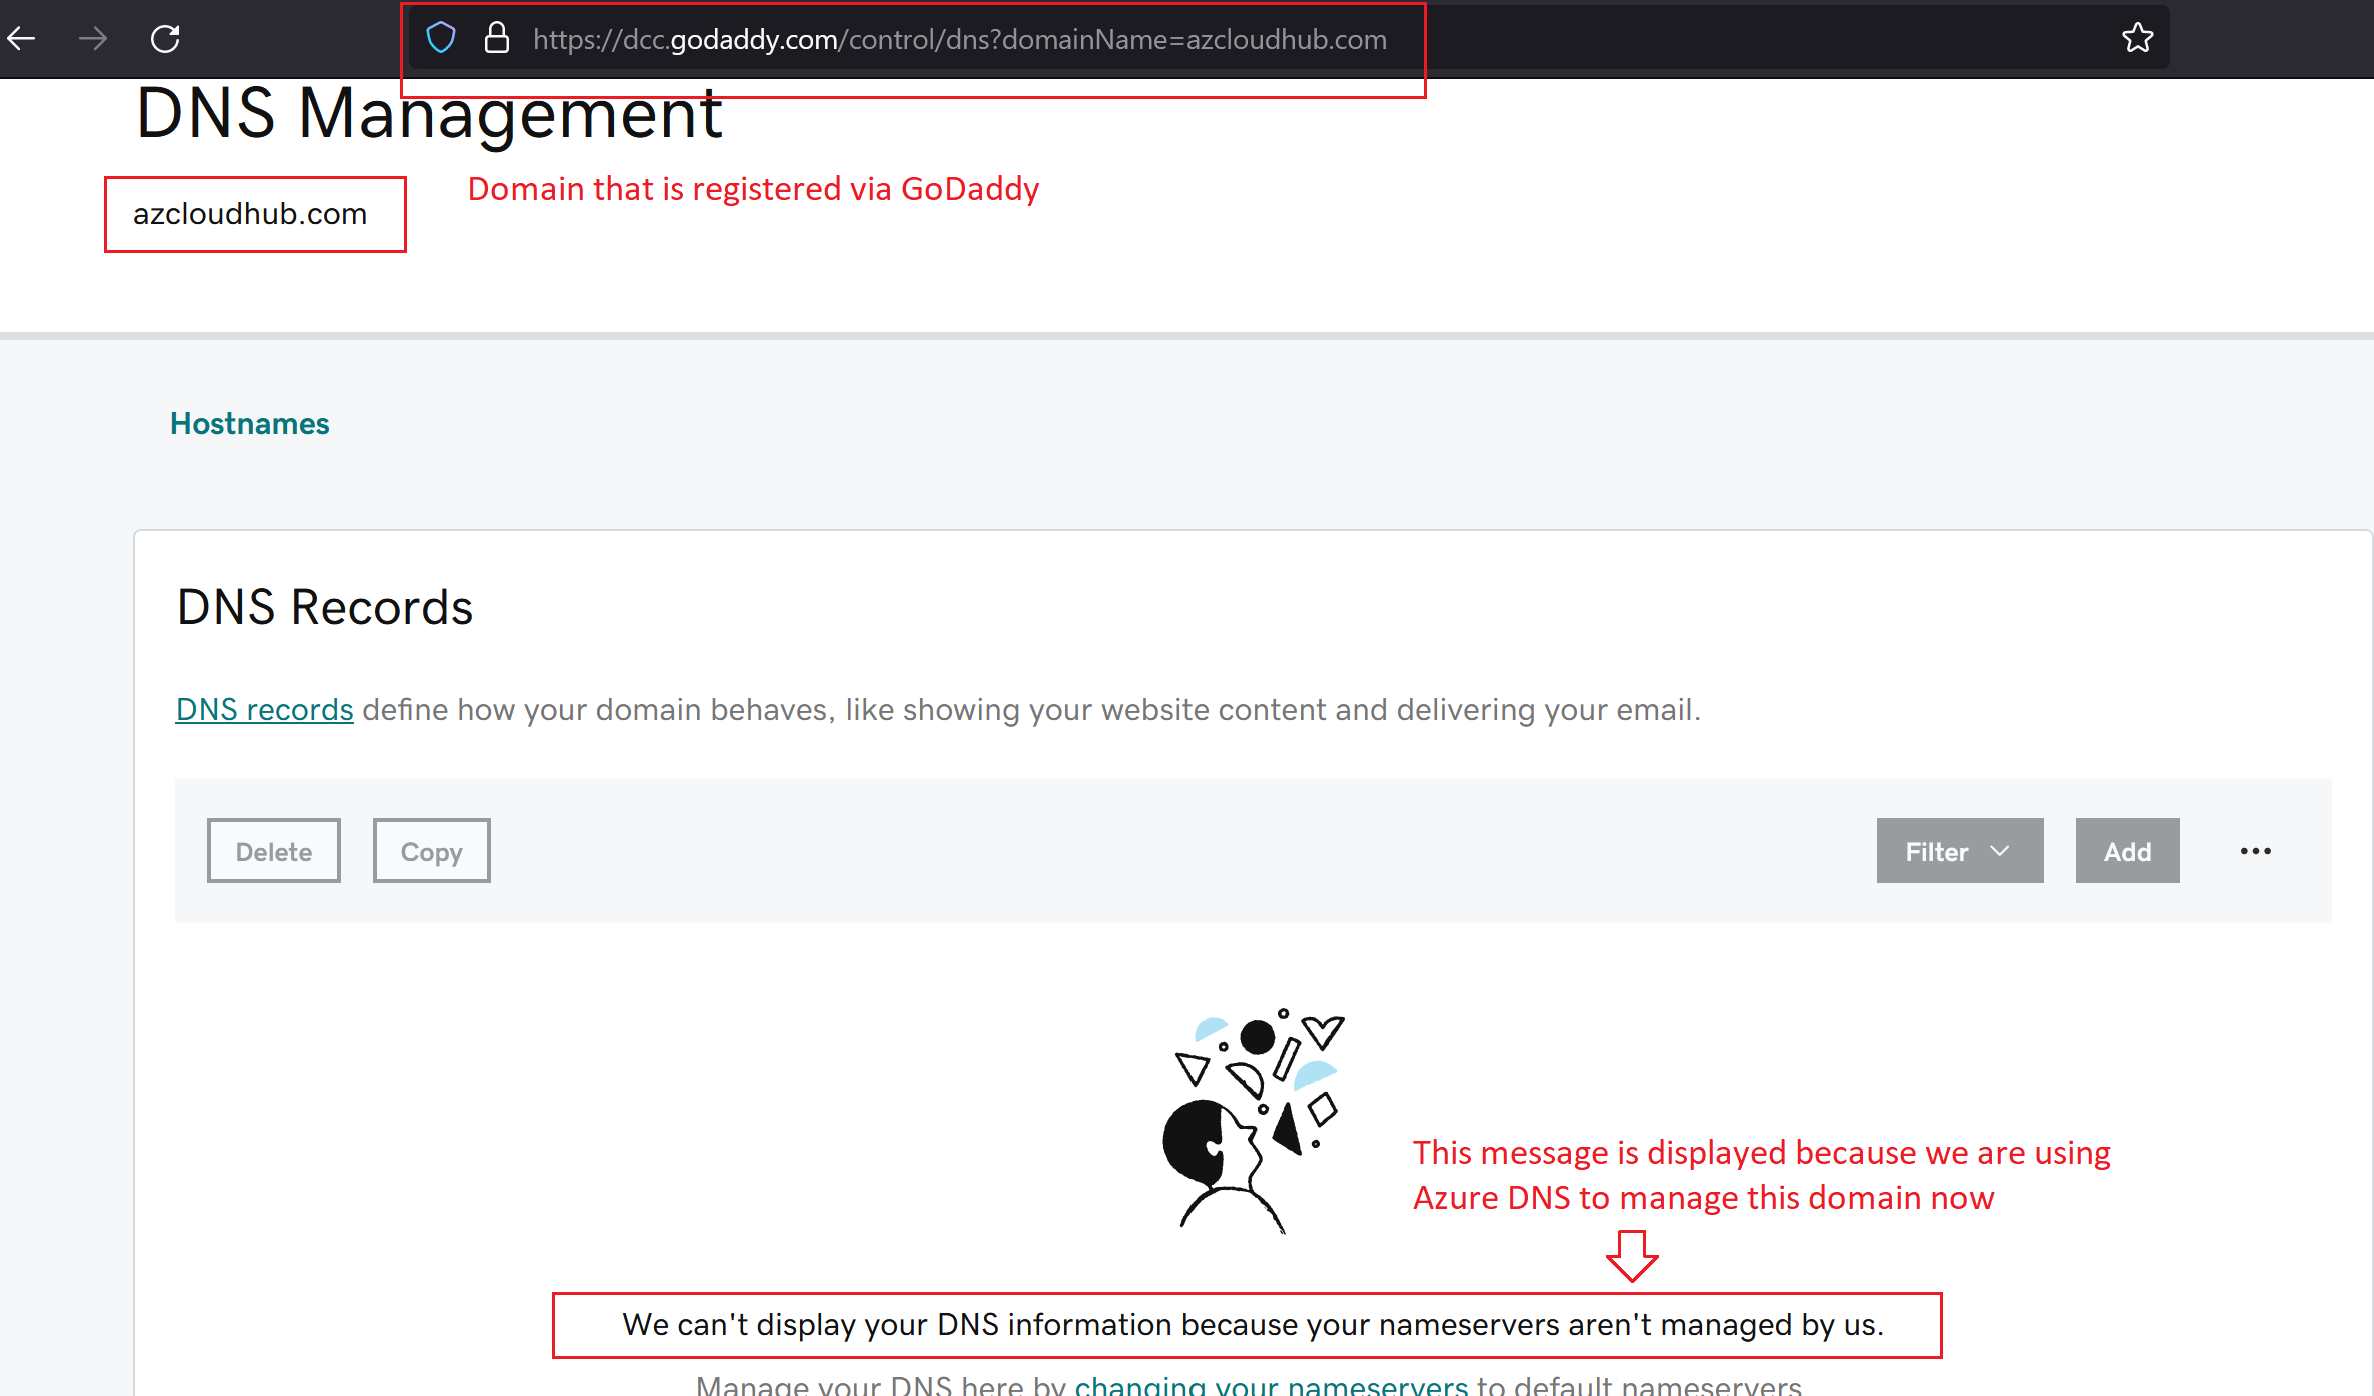 https://dcc.godaddy.com/control/dns?domainName=azcloudhub.com
DNS Management
Domain that is registered via GoDaddy
azcloudhub.com
Hostnames
DNS Records
DNS records define how your domain behaves, like showing your website content and delivering your email.
Delete Copy Filter Add
This message is displayed because we are using
Azure DNS to manage this domain now
We can't display your DNS information because your nameservers aren't managed by us.
Manage your DNS here by changing your nameservers to default nameservers